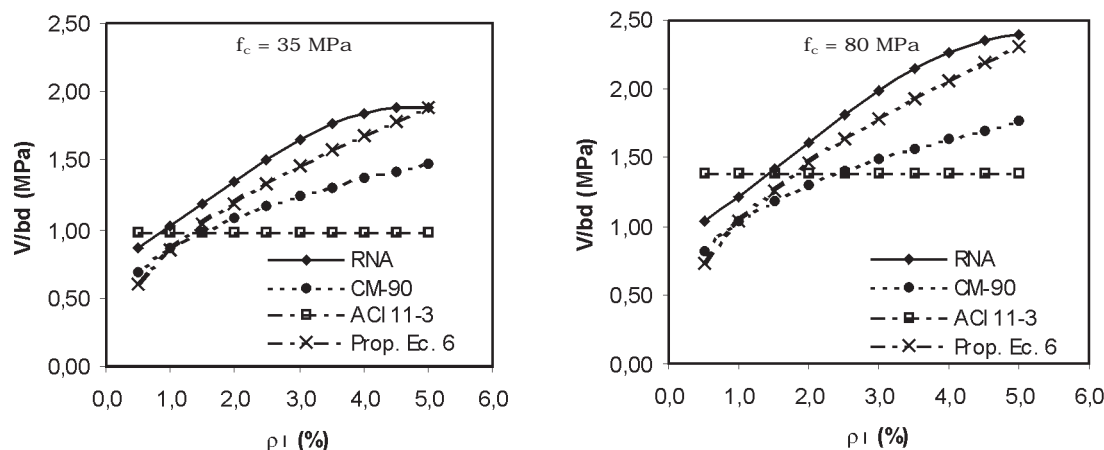 2,50
2,00
1,50
1,00
0,50
0,00
V/bd (MPa)
f_c = 35 MPa
RNA
CM-90
ACI 11-3
Prop. Ec. 6
0,0 1,0 2,0 3,0 4,0 5,0 6,0
ρ l (%)
2,50
2,00
1,50
1,00
0,50
0,00
V/bd (MPa)
f_c = 80 MPa
RNA
CM-90
ACI 11-3
Prop. Ec. 6
0,0 1,0 2,0 3,0 4,0 5,0 6,0
ρ l (%)